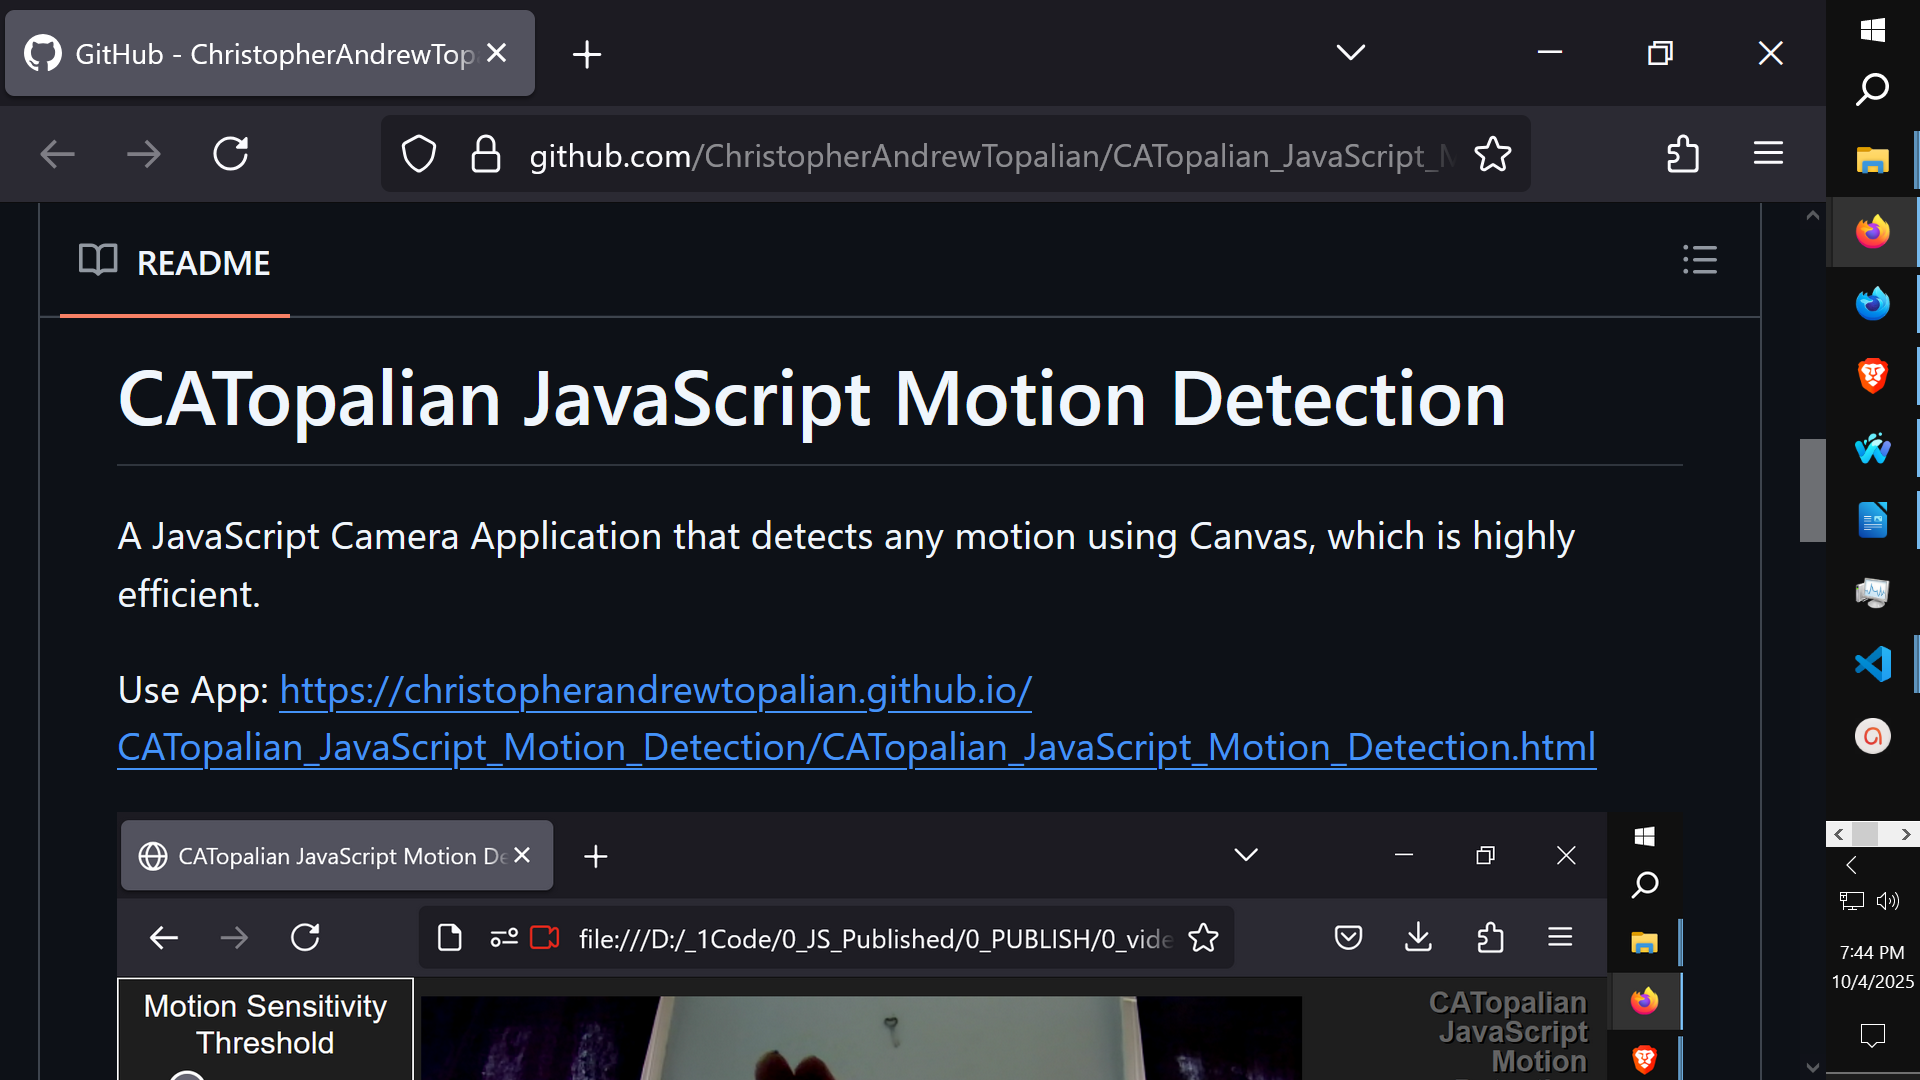 GitHub - ChristopherAndrewTop
github.com/ChristopherAndrewTopalian/CATopalian_JavaScript_M
README
CATopalian JavaScript Motion Detection
A JavaScript Camera Application that detects any motion using Canvas, which is highly
efficient.
Use App: https://christopherandrewtopalian.github.io/
CATopalian_JavaScript_Motion_Detection/CATopalian_JavaScript_Motion_Detection.html
CATopalian JavaScript Motion De
file:///D:/_1Code/0_JS_Published/0_PUBLISH/0_vide
Motion Sensitivity
Threshold
CATopalian
JavaScript
Motion
7:44 PM
10/4/2025